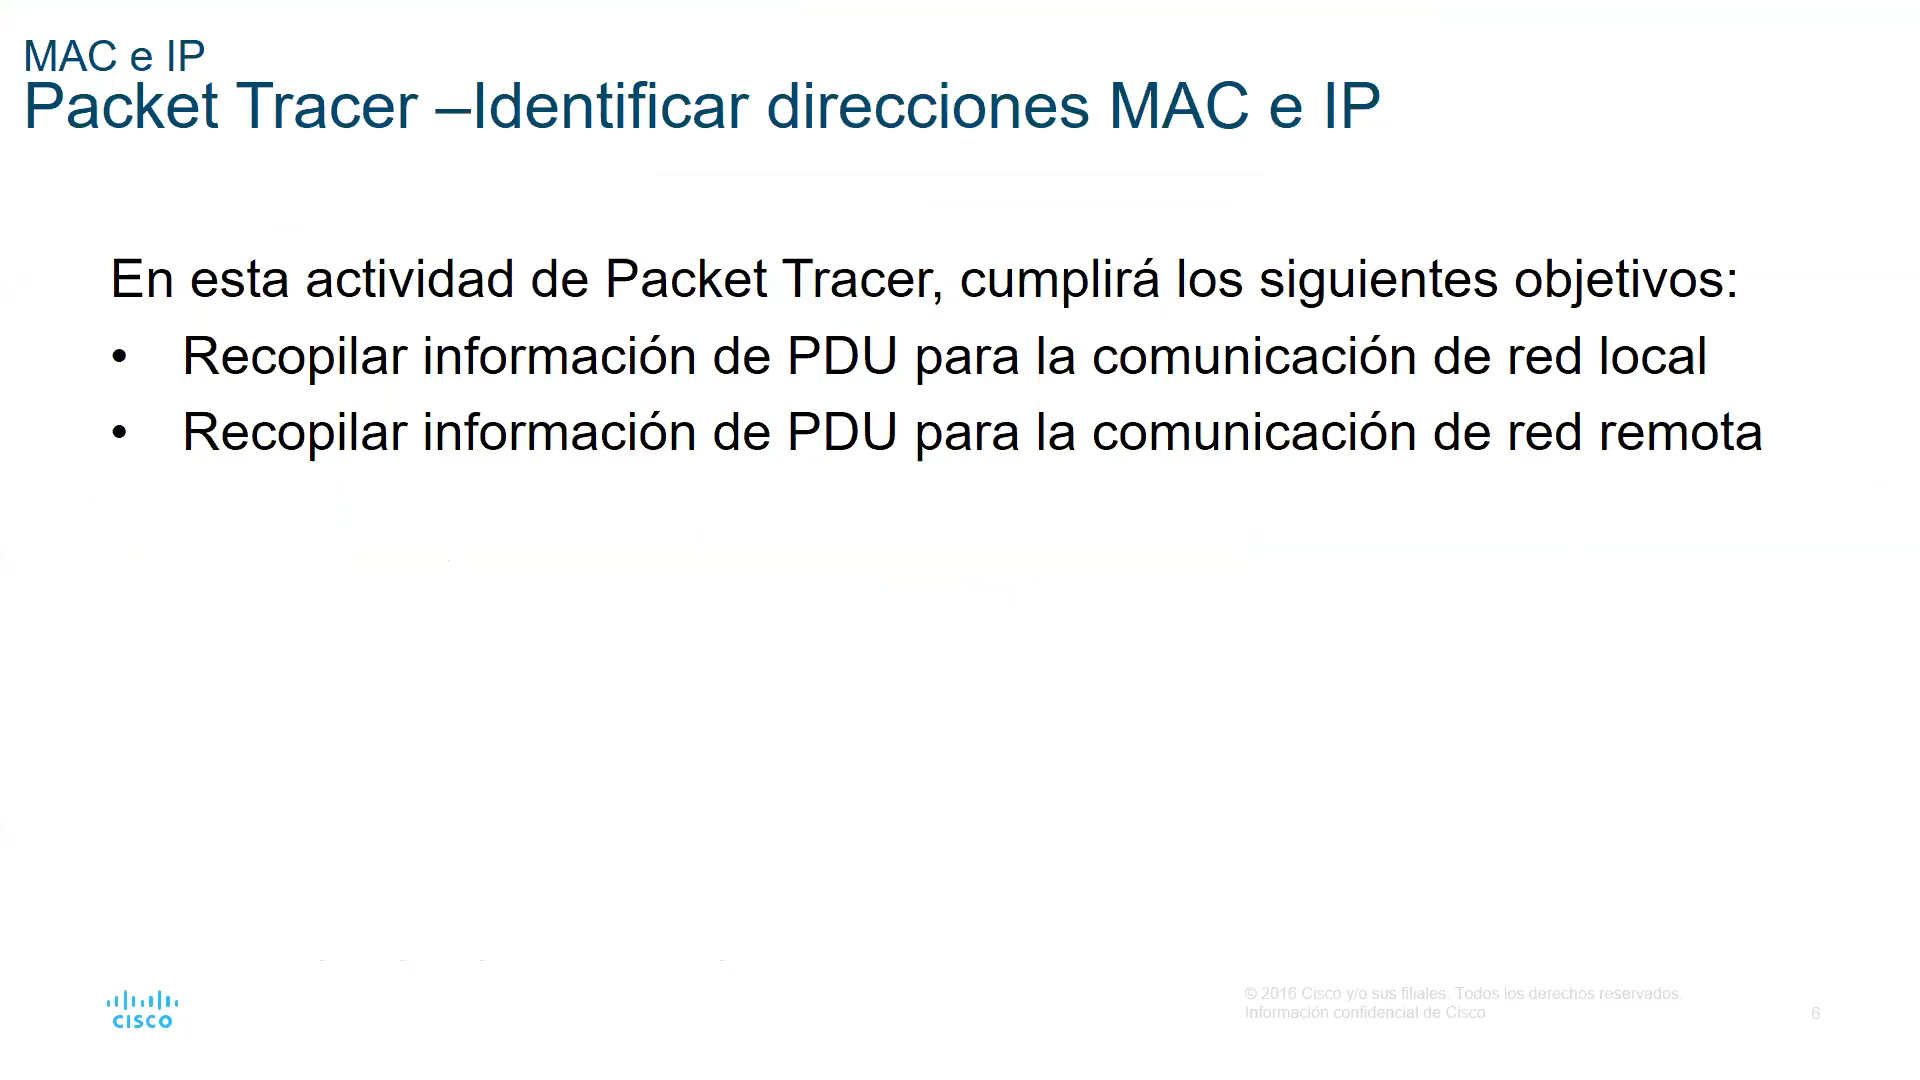 MAC e IP
Packet Tracer –Identificar direcciones MAC e IP
En esta actividad de Packet Tracer, cumplirá los siguientes objetivos:
• Recopilar información de PDU para la comunicación de red local
• Recopilar información de PDU para la comunicación de red remota
CISCO
© 2016 Cisco y/o sus filiales. Todos los derechos reservados.
Información confidencial de Cisco
6